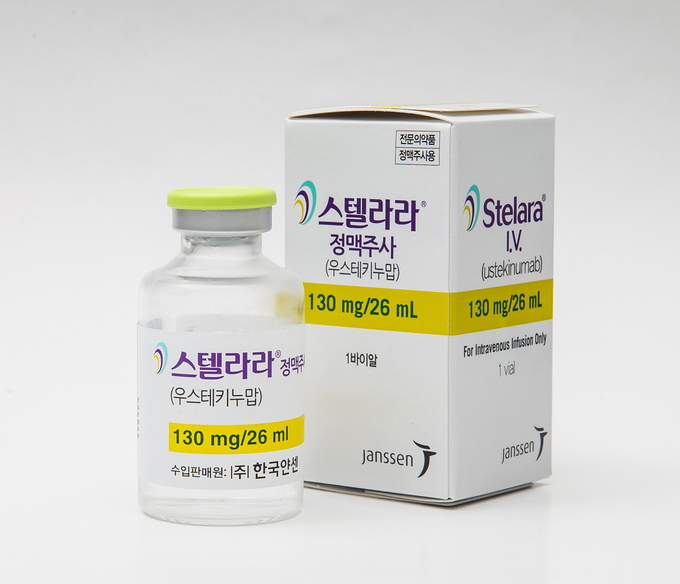 전문의약품
정맥주사용
스텔라라®
정맥주사
(우스테키누맙)
130 mg/26 mL
1바이알
janssen
Stelara®
I.V.
(ustekinumab)
130 mg/26 mL
For Intravenous Infusion Only
1 vial
janssen
스텔라라® 정맥주
(우스테키누맙)
130 mg/26 ml
수입판매원: (주) 한국얀센